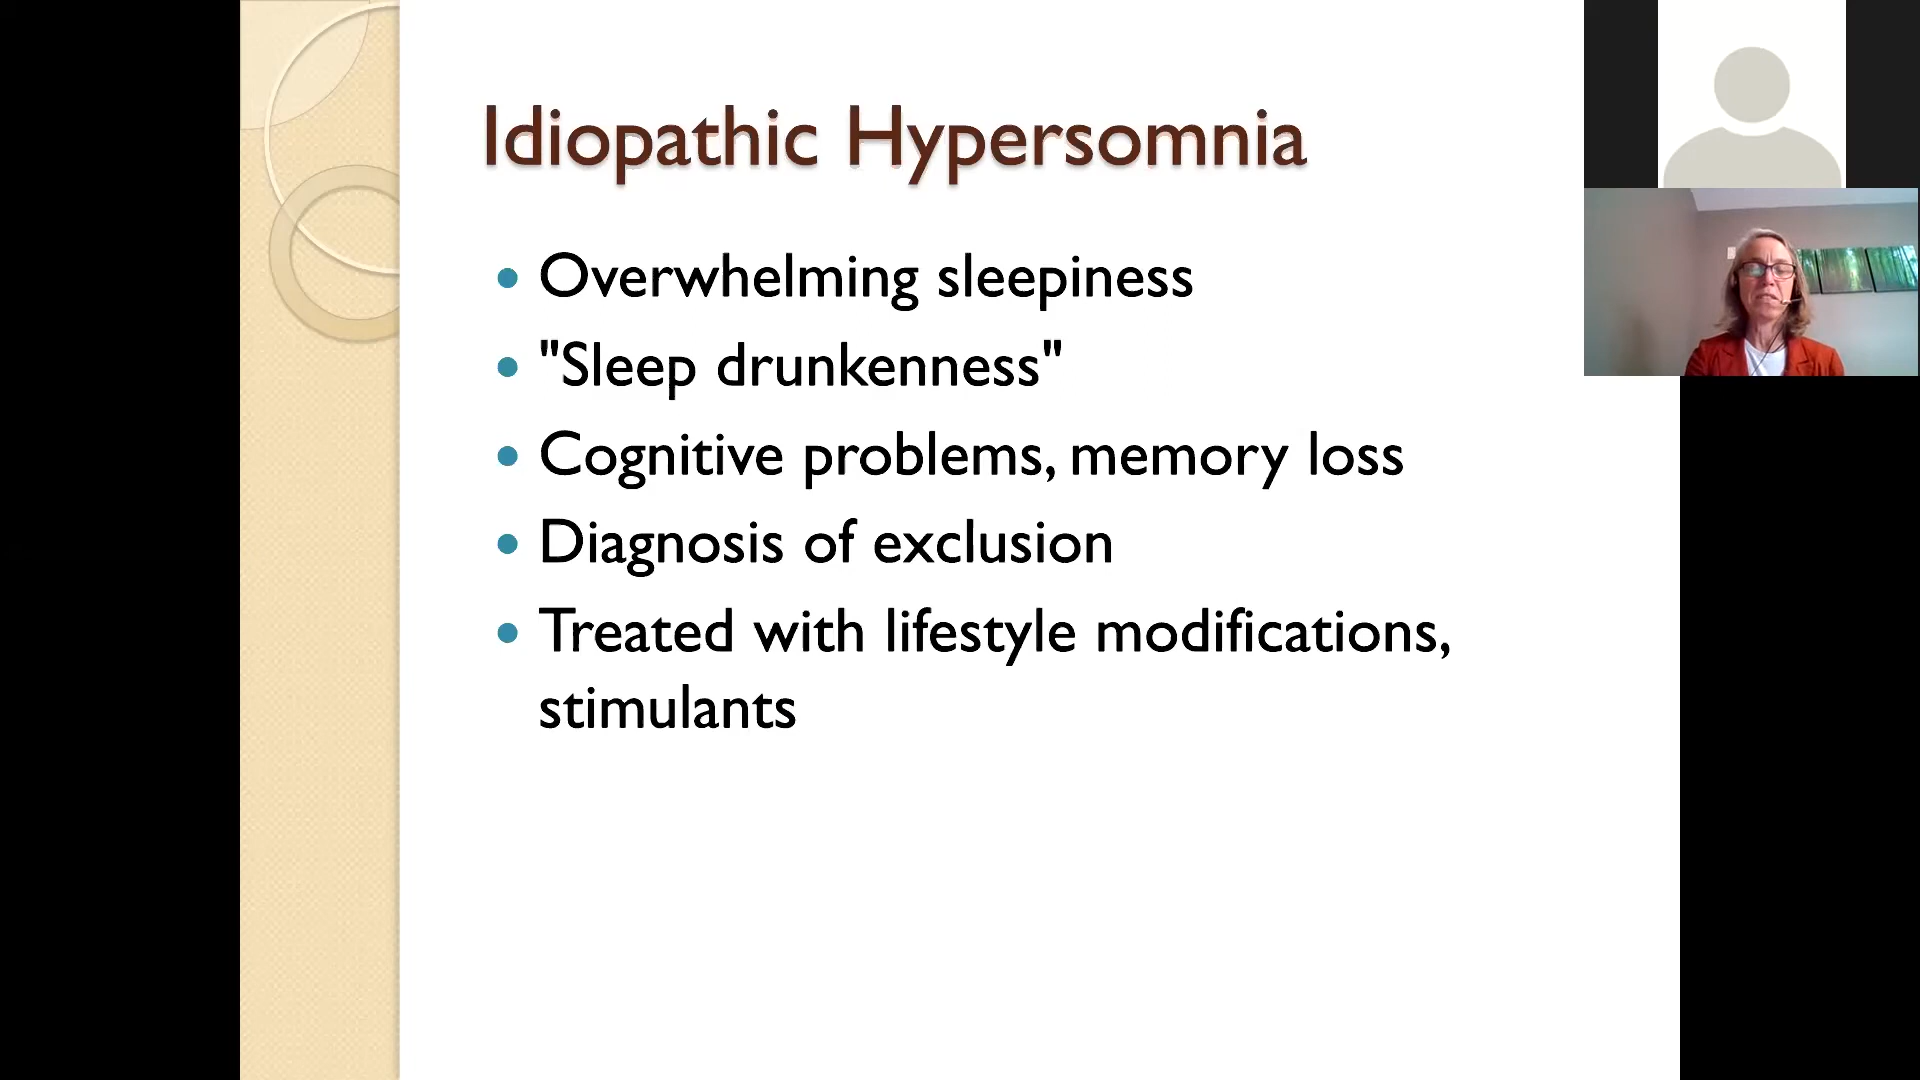 Idiopathic Hypersomnia
Overwhelming sleepiness
"Sleep drunkenness"
Cognitive problems, memory loss
Diagnosis of exclusion
Treated with lifestyle modifications,
stimulants